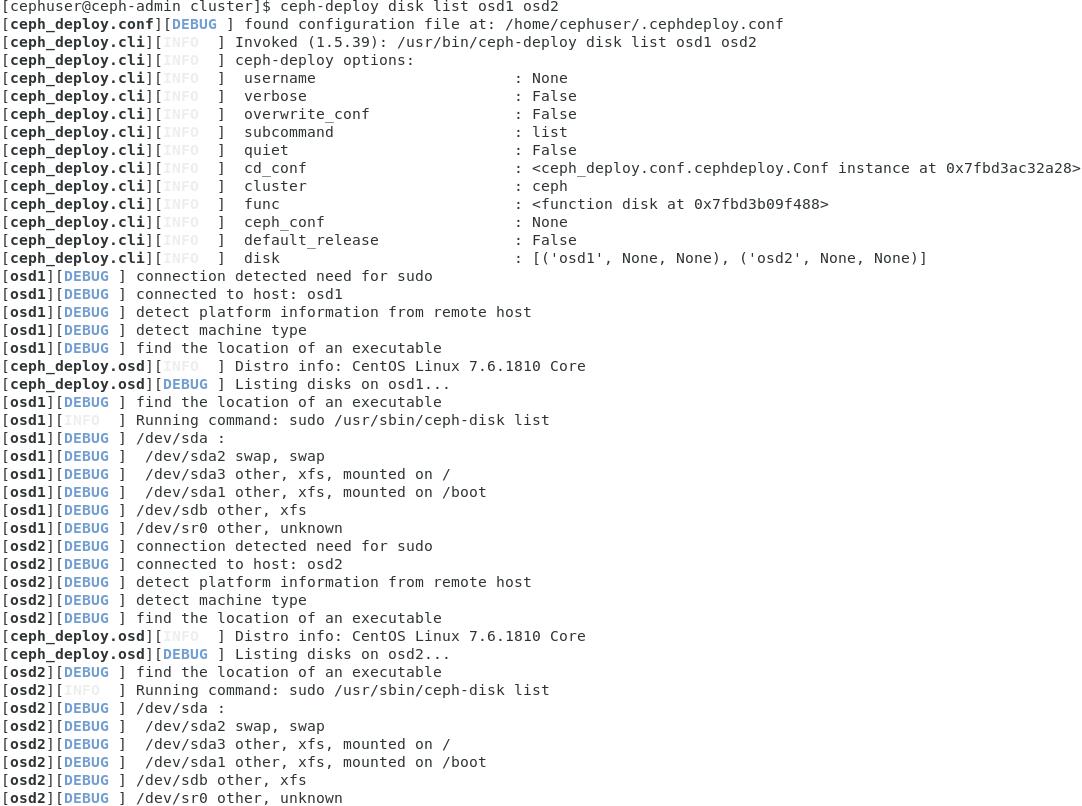 [cephuser@ceph-admin cluster]$ ceph-deploy disk list osd1 osd2
[ceph_deploy.conf][DEBUG ] found configuration file at: /home/cephuser/.cephdeploy.conf
[ceph_deploy.cli][INFO  ] Invoked (1.5.39): /usr/bin/ceph-deploy disk list osd1 osd2
[ceph_deploy.cli][INFO  ] ceph-deploy options:
[ceph_deploy.cli][INFO  ]  username                      : None
[ceph_deploy.cli][INFO  ]  verbose                       : False
[ceph_deploy.cli][INFO  ]  overwrite_conf                : False
[ceph_deploy.cli][INFO  ]  subcommand                    : list
[ceph_deploy.cli][INFO  ]  quiet                         : False
[ceph_deploy.cli][INFO  ]  cd_conf                       : <ceph_deploy.conf.cephdeploy.Conf instance at 0x7fbd3ac32a28>
[ceph_deploy.cli][INFO  ]  cluster                       : ceph
[ceph_deploy.cli][INFO  ]  func                          : <function disk at 0x7fbd3b09f488>
[ceph_deploy.cli][INFO  ]  ceph_conf                     : None
[ceph_deploy.cli][INFO  ]  default_release               : False
[ceph_deploy.cli][INFO  ]  disk                          : [('osd1', None, None), ('osd2', None, None)]
[osd1][DEBUG ] connection detected need for sudo
[osd1][DEBUG ] connected to host: osd1
[osd1][DEBUG ] detect platform information from remote host
[osd1][DEBUG ] detect machine type
[osd1][DEBUG ] find the location of an executable
[ceph_deploy.osd][INFO  ] Distro info: CentOS Linux 7.6.1810 Core
[ceph_deploy.osd][DEBUG ] Listing disks on osd1...
[osd1][DEBUG ] find the location of an executable
[osd1][INFO  ] Running command: sudo /usr/sbin/ceph-disk list
[osd1][DEBUG ] /dev/sda :
[osd1][DEBUG ]  /dev/sda2 swap, swap
[osd1][DEBUG ]  /dev/sda3 other, xfs, mounted on /
[osd1][DEBUG ]  /dev/sda1 other, xfs, mounted on /boot
[osd1][DEBUG ] /dev/sdb other, xfs
[osd1][DEBUG ] /dev/sr0 other, unknown
[osd2][DEBUG ] connection detected need for sudo
[osd2][DEBUG ] connected to host: osd2
[osd2][DEBUG ] detect platform information from remote host
[osd2][DEBUG ] detect machine type
[osd2][DEBUG ] find the location of an executable
[ceph_deploy.osd][INFO  ] Distro info: CentOS Linux 7.6.1810 Core
[ceph_deploy.osd][DEBUG ] Listing disks on osd2...
[osd2][DEBUG ] find the location of an executable
[osd2][INFO  ] Running command: sudo /usr/sbin/ceph-disk list
[osd2][DEBUG ] /dev/sda :
[osd2][DEBUG ]  /dev/sda2 swap, swap
[osd2][DEBUG ]  /dev/sda3 other, xfs, mounted on /
[osd2][DEBUG ]  /dev/sda1 other, xfs, mounted on /boot
[osd2][DEBUG ] /dev/sdb other, xfs
[osd2][DEBUG ] /dev/sr0 other, unknown